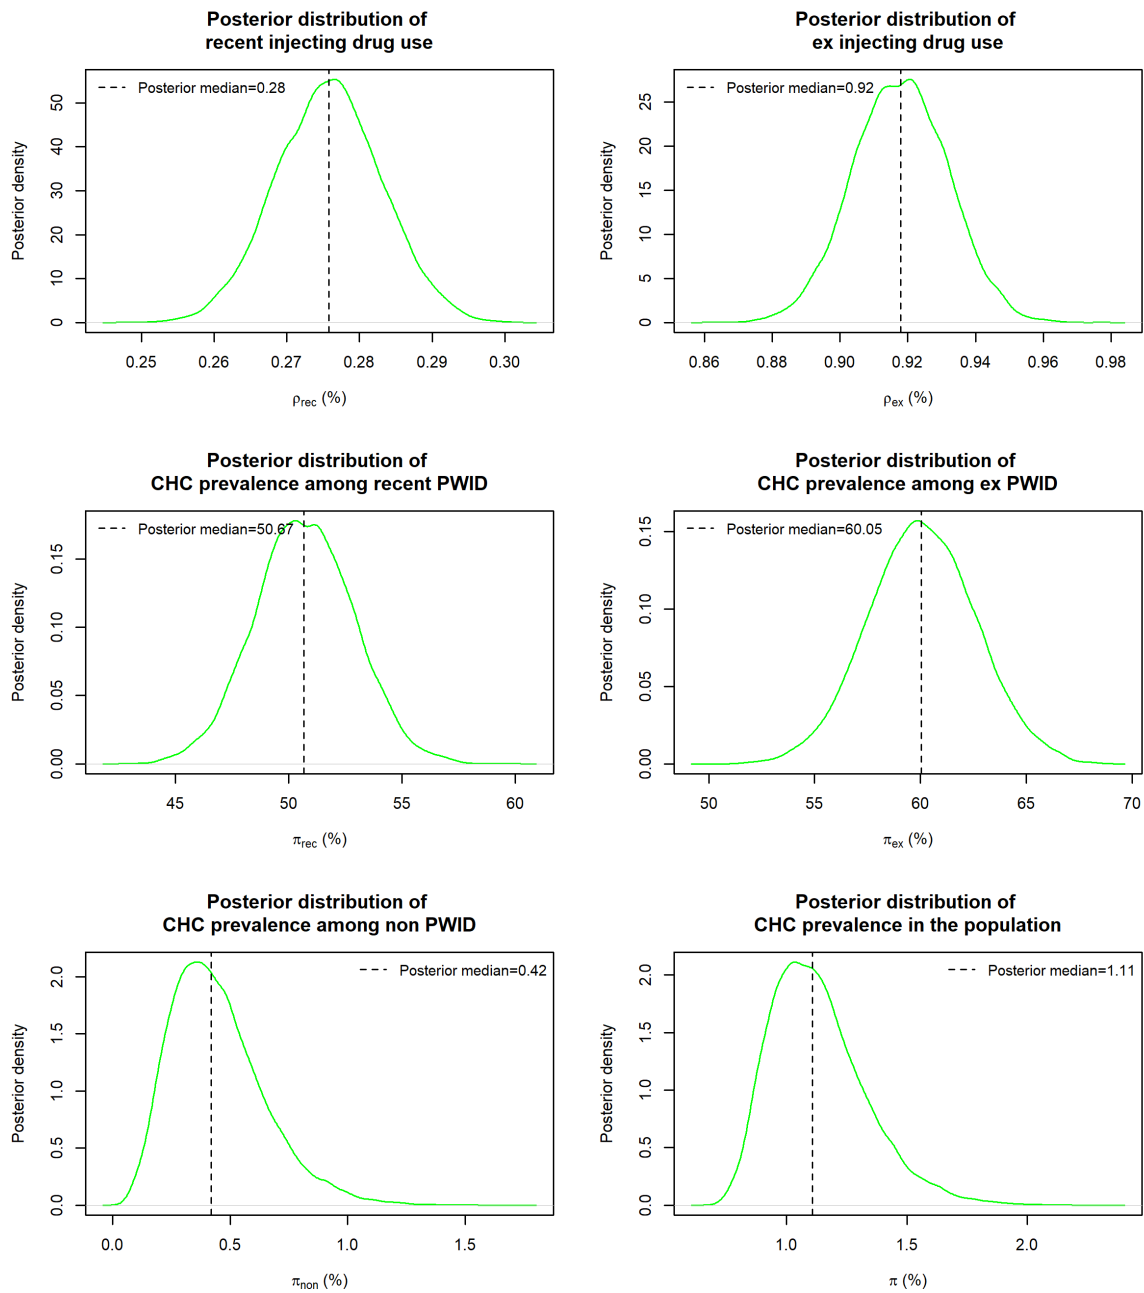 Posterior distribution of
recent injecting drug use
Posterior median=0.28
Posterior density
0 10 20 30 40 50
0.25 0.26 0.27 0.28 0.29 0.30
ρrec (%)
Posterior distribution of
ex injecting drug use
Posterior median=0.92
Posterior density
0 5 10 15 20 25
0.86 0.88 0.90 0.92 0.94 0.96 0.98
ρex (%)
Posterior distribution of
CHC prevalence among recent PWID
Posterior median=50.67
Posterior density
0.00 0.05 0.10 0.15
45 50 55 60
πrec (%)
Posterior distribution of
CHC prevalence among ex PWID
Posterior median=60.05
Posterior density
0.00 0.05 0.10 0.15
50 55 60 65 70
πex (%)
Posterior distribution of
CHC prevalence among non PWID
Posterior median=0.42
Posterior density
0.0 0.5 1.0 1.5 2.0
0.0 0.5 1.0 1.5
πnon (%)
Posterior distribution of
CHC prevalence in the population
Posterior median=1.11
Posterior density
0.0 0.5 1.0 1.5 2.0
1.0 1.5 2.0
π (%)